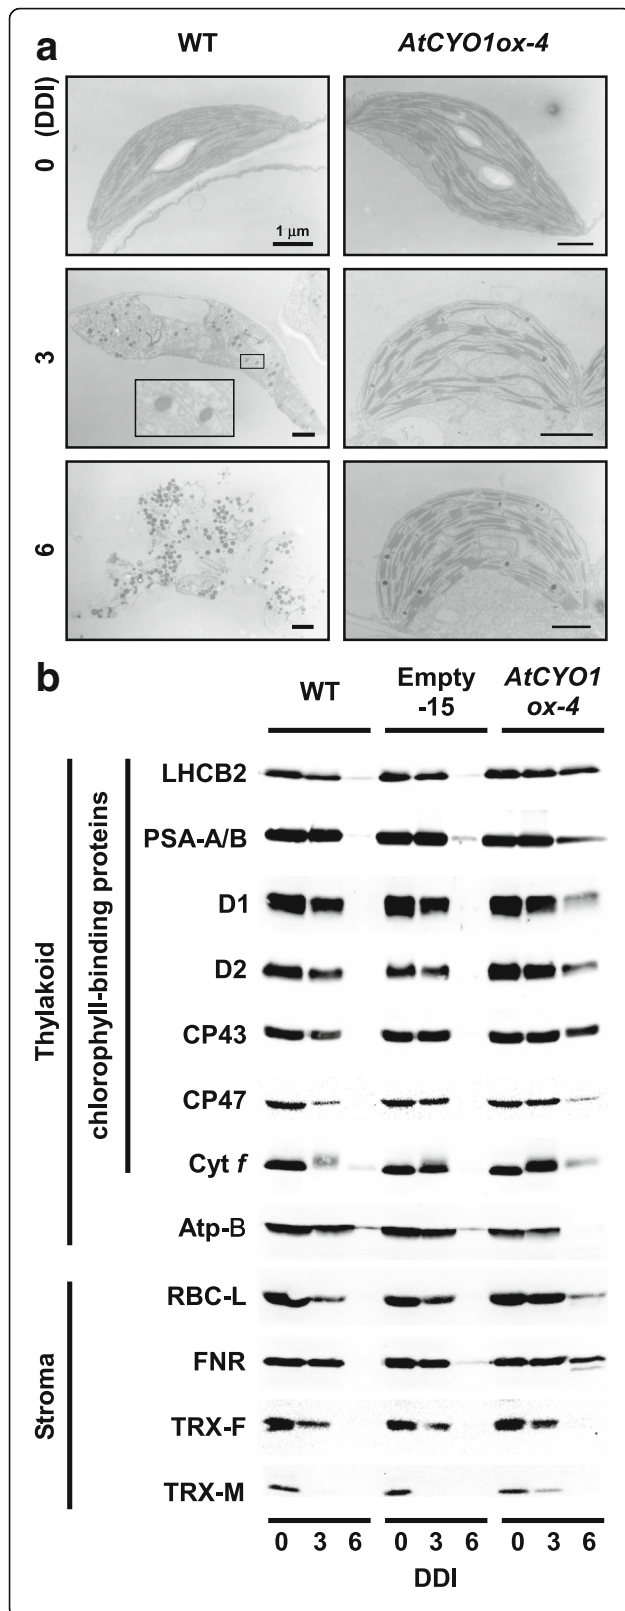 a
WT
AtCYO1ox-4
0 (DDI)
1 μm
3
6
b
WT
Empty
-15
AtCYO1
ox-4
Thylakoid
chlorophyll-binding proteins
LHCB2
PSA-A/B
D1
D2
CP43
CP47
Cyt f
Atp-B
Stroma
RBC-L
FNR
TRX-F
TRX-M
0 3 6 0 3 6 0 3 6
DDI